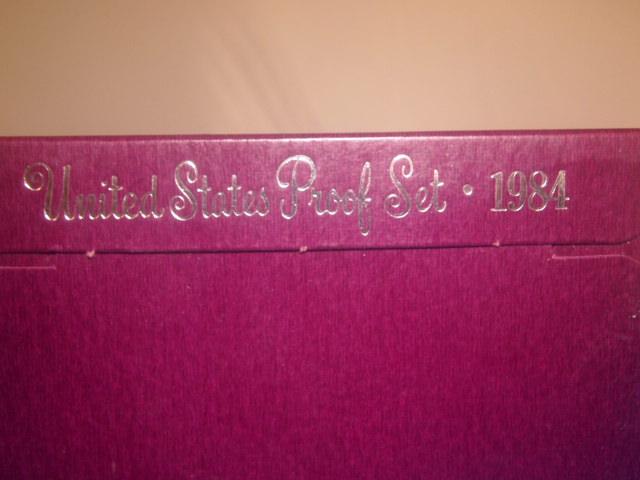 United States Proof Set · 1984